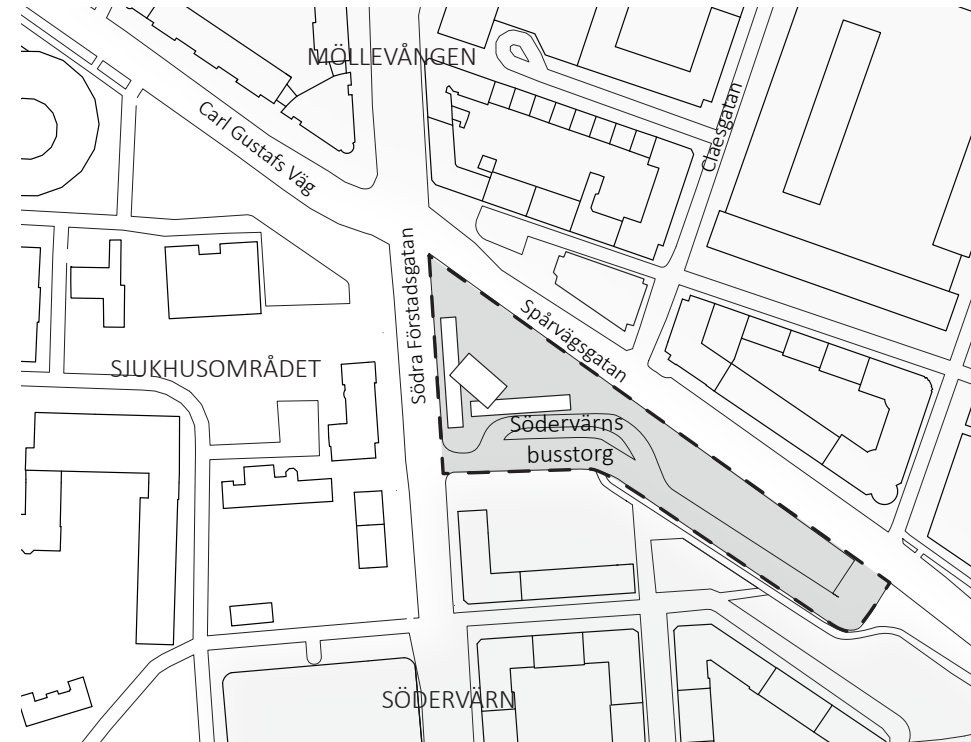 MÖLLEVÅNGEN
Carl Gustafs Väg
Claesgatan
Södra Förstadsgatan
Spårvägsgatan
SJUKHUSOMRÅDET
Södervärns
busstorg
SÖDERVÄRN